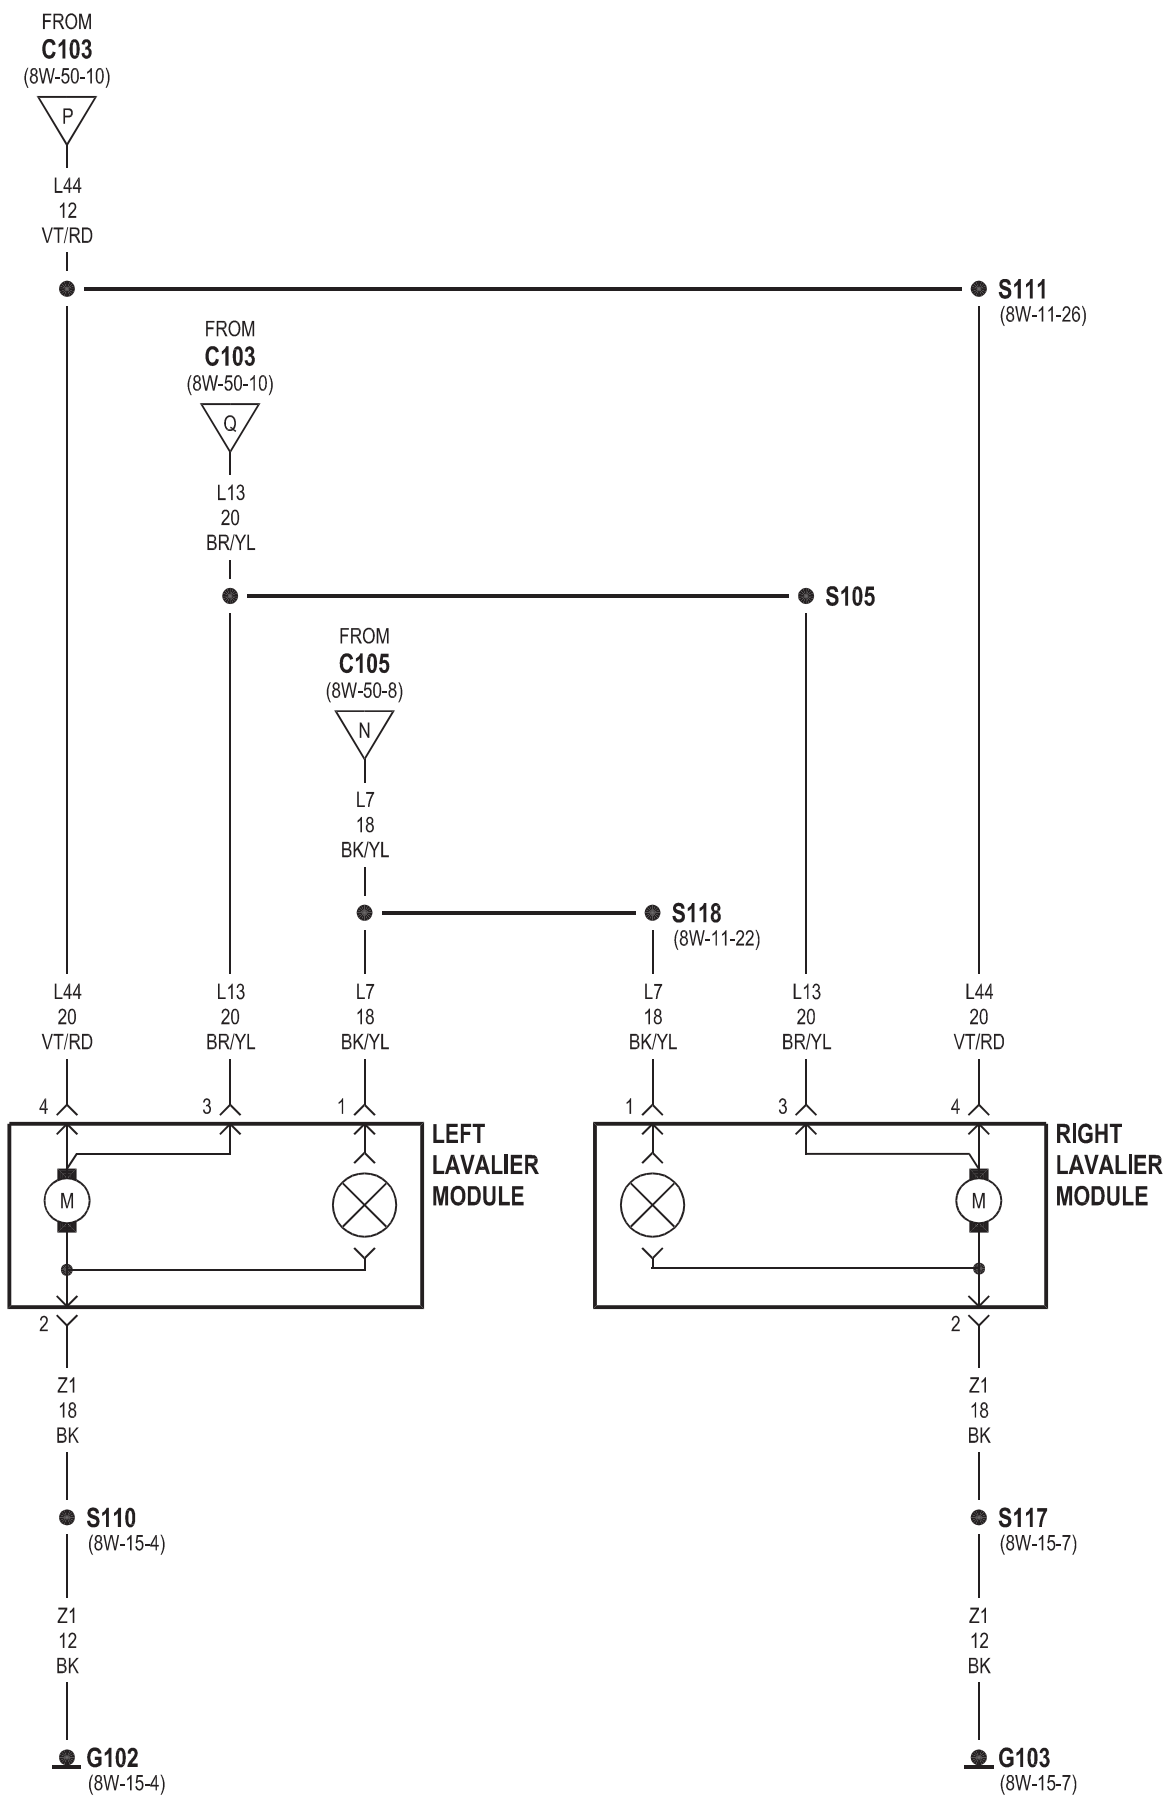 FROM
C103
(8W-50-10)
P
L44
12
VT/RD
S111
(8W-11-26)
FROM
C103
(8W-50-10)
Q
L13
20
BR/YL
S105
FROM
C105
(8W-50-8)
N
L7
18
BK/YL
S118
(8W-11-22)
L44
20
VT/RD
L13
20
BR/YL
L7
18
BK/YL
L7
18
BK/YL
L13
20
BR/YL
L44
20
VT/RD
4
3
1
1
3
4
LEFT
LAVALIER
MODULE
RIGHT
LAVALIER
MODULE
M
M
2
2
Z1
18
BK
Z1
18
BK
S110
(8W-15-4)
S117
(8W-15-7)
Z1
12
BK
Z1
12
BK
G102
(8W-15-4)
G103
(8W-15-7)